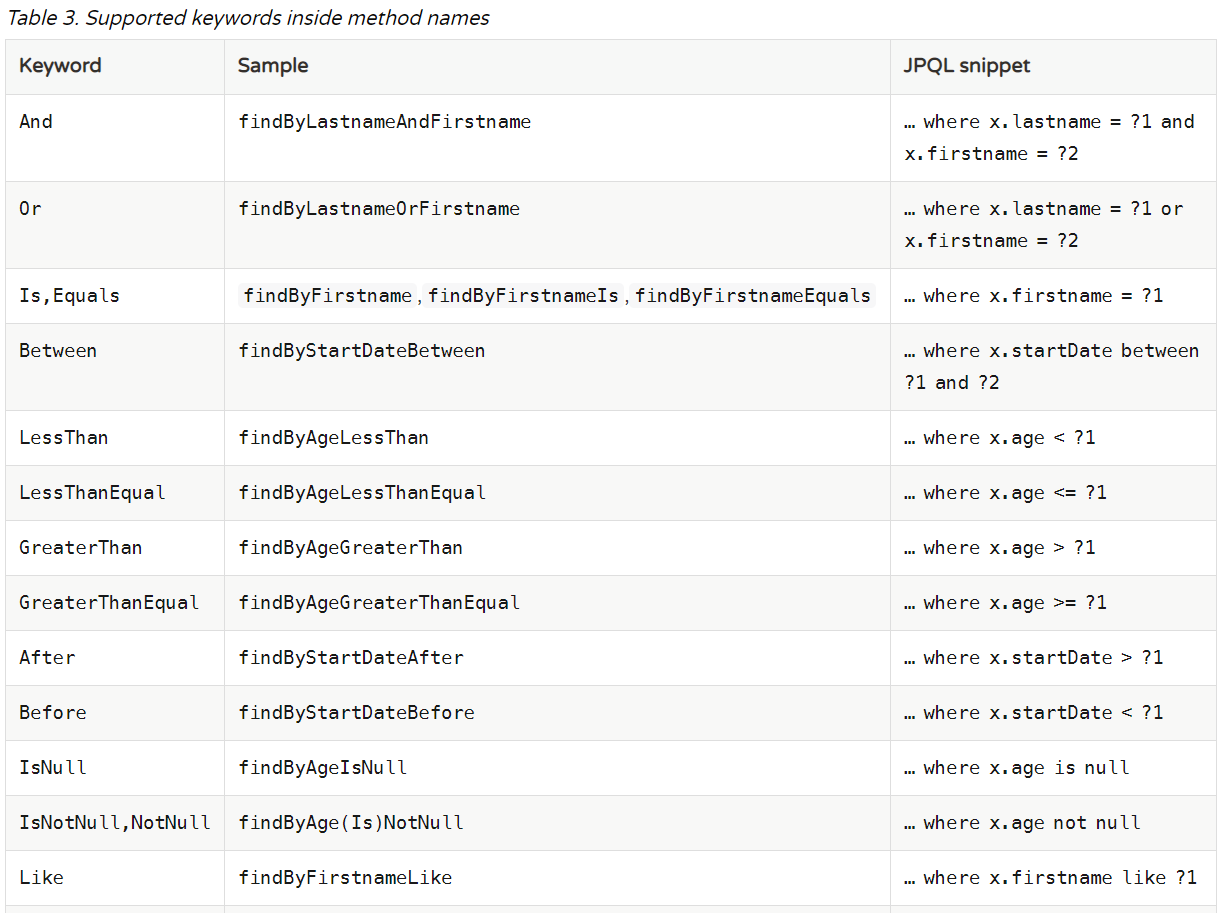 Table 3. Supported keywords inside method names
Keyword Sample JPQL snippet
And findByLastnameAndFirstname … where x.lastname = ?1 and
x.firstname = ?2
Or findByLastnameOrFirstname … where x.lastname = ?1 or
x.firstname = ?2
Is,Equals findByFirstname,findByFirstnameIs,findByFirstnameEquals … where x.firstname = ?1
Between findByStartDateBetween … where x.startDate between
?1 and ?2
LessThan findByAgeLessThan … where x.age < ?1
LessThanEqual findByAgeLessThanEqual … where x.age <= ?1
GreaterThan findByAgeGreaterThan … where x.age > ?1
GreaterThanEqual findByAgeGreaterThanEqual … where x.age >= ?1
After findByStartDateAfter … where x.startDate > ?1
Before findByStartDateBefore … where x.startDate < ?1
IsNull findByAgeIsNull … where x.age is null
IsNotNull,NotNull findByAge(Is)NotNull … where x.age not null
Like findByFirstnameLike … where x.firstname like ?1